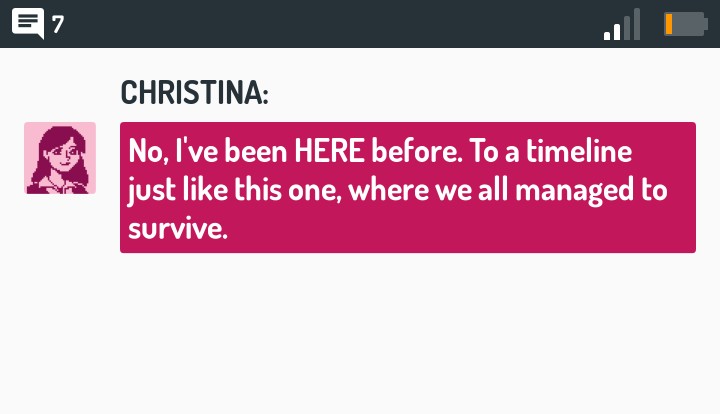 7
CHRISTINA:
No, I've been HERE before. To a timeline
just like this one, where we all managed to
survive.